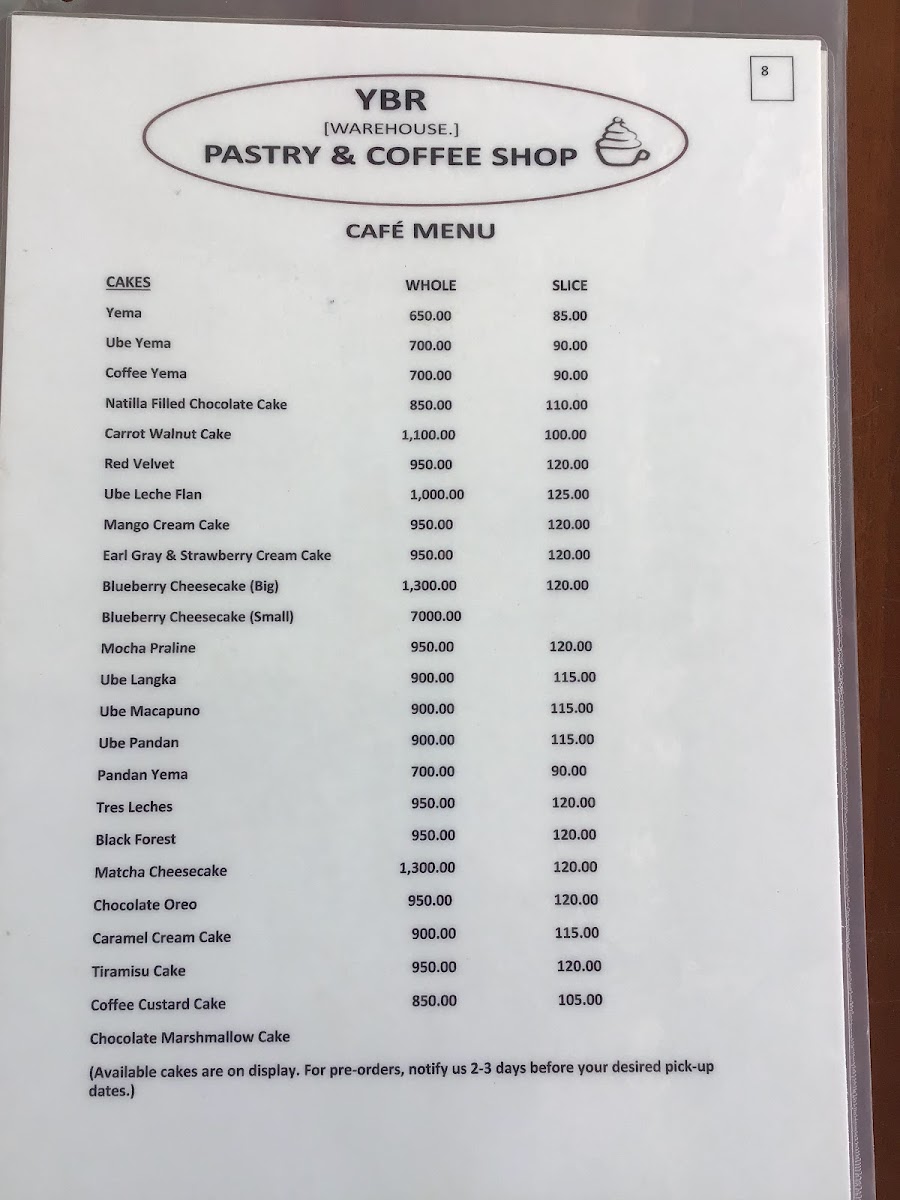 8
YBR
[WAREHOUSE.]
PASTRY & COFFEE SHOP
CAFÉ MENU
CAKES WHOLE SLICE
Yema 650.00 85.00
Ube Yema 700.00 90.00
Coffee Yema 700.00 90.00
Natilla Filled Chocolate Cake 850.00 110.00
Carrot Walnut Cake 1,100.00 100.00
Red Velvet 950.00 120.00
Ube Leche Flan 1,000.00 125.00
Mango Cream Cake 950.00 120.00
Earl Gray & Strawberry Cream Cake 950.00 120.00
Blueberry Cheesecake (Big) 1,300.00 120.00
Blueberry Cheesecake (Small) 7000.00
Mocha Praline 950.00 120.00
Ube Langka 900.00 115.00
Ube Macapuno 900.00 115.00
Ube Pandan 900.00 115.00
Pandan Yema 700.00 90.00
Tres Leches 950.00 120.00
Black Forest 950.00 120.00
Matcha Cheesecake 1,300.00 120.00
Chocolate Oreo 950.00 120.00
Caramel Cream Cake 900.00 115.00
Tiramisu Cake 950.00 120.00
Coffee Custard Cake 850.00 105.00
Chocolate Marshmallow Cake
(Available cakes are on display. For pre-orders, notify us 2-3 days before your desired pick-up
dates.)